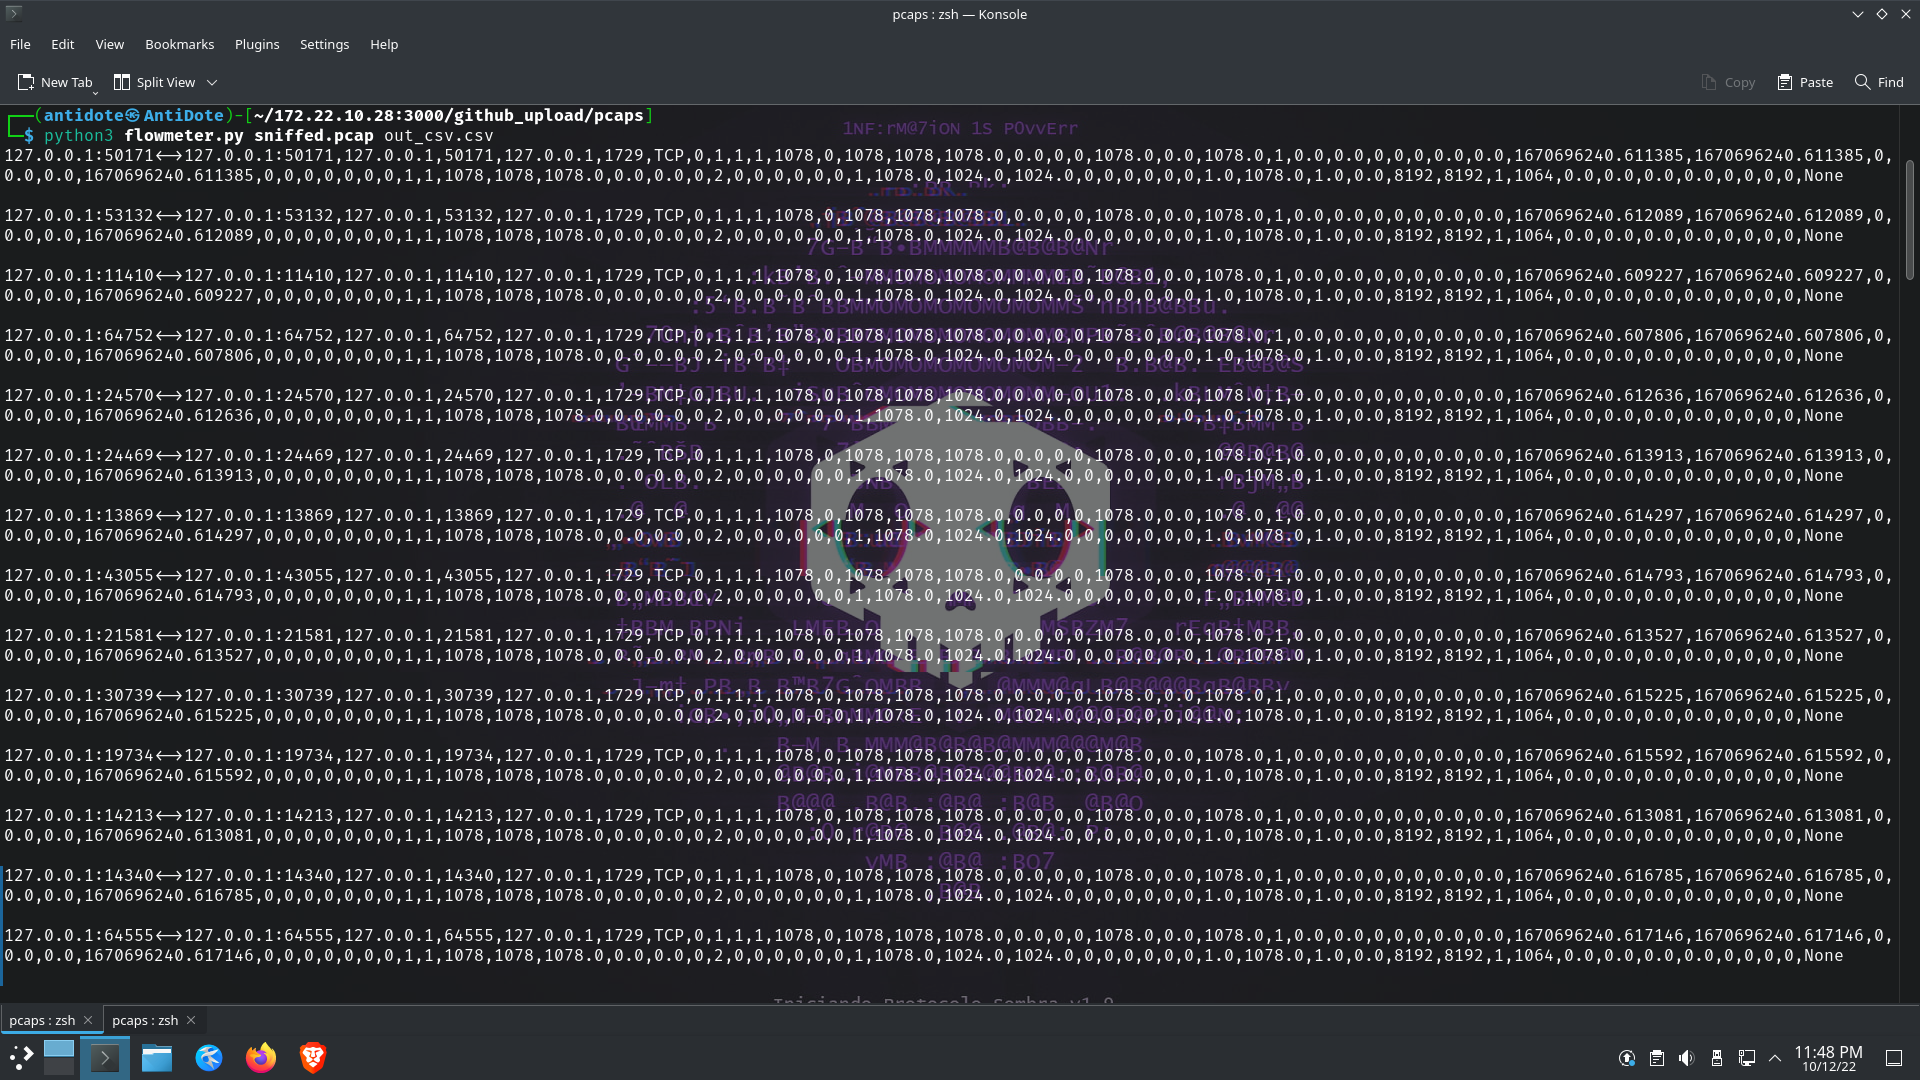 pcaps : zsh — Konsole
File Edit View Bookmarks Plugins Settings Help
New Tab Split View Copy Paste Find
(antidote㉿AntiDote)-[~/172.22.10.28:3000/github_upload/pcaps]
$ python3 flowmeter.py sniffed.pcap out_csv.csv
1NF:rM@7iON 1S POvvErr
127.0.0.1:50171<->127.0.0.1:50171,127.0.0.1,50171,127.0.0.1,1729,TCP,0,1,1,1,1078,0,1078,1078,1078.0,0.0,0,0,1078.0,0.0,1078.0,1,0.0,0.0,0,0,0,0.0,0.0,1670696240.611385,1670696240.611385,0,
0.0,0.0,1670696240.611385,0,0,0,0,0,0,0,1,1,1078,1078,1078.0,0.0,0.0,0,2,0,0,0,0,0,0,1,1078.0,1024.0,1024.0,0,0,0,0,0,0,1.0,1078.0,1.0,0.0,8192,8192,1,1064,0.0,0.0,0.0,0.0,0,0,0,None
127.0.0.1:53132<->127.0.0.1:53132,127.0.0.1,53132,127.0.0.1,1729,TCP,0,1,1,1,1078,0,1078,1078,1078.0,0.0,0,0,1078.0,0.0,1078.0,1,0.0,0.0,0,0,0,0.0,0.0,1670696240.612089,1670696240.612089,0,
0.0,0.0,1670696240.612089,0,0,0,0,0,0,0,1,1,1078,1078,1078.0,0.0,0.0,0,2,0,0,0,0,0,0,1,1078.0,1024.0,1024.0,0,0,0,0,0,0,1.0,1078.0,1.0,0.0,8192,8192,1,1064,0.0,0.0,0.0,0.0,0,0,0,None
127.0.0.1:11410<->127.0.0.1:11410,127.0.0.1,11410,127.0.0.1,1729,TCP,0,1,1,1,1078,0,1078,1078,1078.0,0.0,0,0,1078.0,0.0,1078.0,1,0.0,0.0,0,0,0,0.0,0.0,1670696240.609227,1670696240.609227,0,
0.0,0.0,1670696240.609227,0,0,0,0,0,0,0,1,1,1078,1078,1078.0,0.0,0.0,0,2,0,0,0,0,0,0,1,1078.0,1024.0,1024.0,0,0,0,0,0,0,1.0,1078.0,1.0,0.0,8192,8192,1,1064,0.0,0.0,0.0,0.0,0,0,0,None
127.0.0.1:64752<->127.0.0.1:64752,127.0.0.1,64752,127.0.0.1,1729,TCP,0,1,1,1,1078,0,1078,1078,1078.0,0.0,0,0,1078.0,0.0,1078.0,1,0.0,0.0,0,0,0,0.0,0.0,1670696240.607806,1670696240.607806,0,
0.0,0.0,1670696240.607806,0,0,0,0,0,0,0,1,1,1078,1078,1078.0,0.0,0.0,0,2,0,0,0,0,0,0,1,1078.0,1024.0,1024.0,0,0,0,0,0,0,1.0,1078.0,1.0,0.0,8192,8192,1,1064,0.0,0.0,0.0,0.0,0,0,0,None
127.0.0.1:24570<->127.0.0.1:24570,127.0.0.1,24570,127.0.0.1,1729,TCP,0,1,1,1,1078,0,1078,1078,1078.0,0.0,0,0,1078.0,0.0,1078.0,1,0.0,0.0,0,0,0,0.0,0.0,1670696240.612636,1670696240.612636,0,
0.0,0.0,1670696240.612636,0,0,0,0,0,0,0,1,1,1078,1078,1078.0,0.0,0.0,0,2,0,0,0,0,0,0,1,1078.0,1024.0,1024.0,0,0,0,0,0,0,1.0,1078.0,1.0,0.0,8192,8192,1,1064,0.0,0.0,0.0,0.0,0,0,0,None
127.0.0.1:24469<->127.0.0.1:24469,127.0.0.1,24469,127.0.0.1,1729,TCP,0,1,1,1,1078,0,1078,1078,1078.0,0.0,0,0,1078.0,0.0,1078.0,1,0.0,0.0,0,0,0,0.0,0.0,1670696240.613913,1670696240.613913,0,
0.0,0.0,1670696240.613913,0,0,0,0,0,0,0,1,1,1078,1078,1078.0,0.0,0.0,0,2,0,0,0,0,0,0,1,1078.0,1024.0,1024.0,0,0,0,0,0,0,1.0,1078.0,1.0,0.0,8192,8192,1,1064,0.0,0.0,0.0,0.0,0,0,0,None
127.0.0.1:13869<->127.0.0.1:13869,127.0.0.1,13869,127.0.0.1,1729,TCP,0,1,1,1,1078,0,1078,1078,1078.0,0.0,0,0,1078.0,0.0,1078.0,1,0.0,0.0,0,0,0,0.0,0.0,1670696240.614297,1670696240.614297,0,
0.0,0.0,1670696240.614297,0,0,0,0,0,0,0,1,1,1078,1078,1078.0,0.0,0.0,0,2,0,0,0,0,0,0,1,1078.0,1024.0,1024.0,0,0,0,0,0,0,1.0,1078.0,1.0,0.0,8192,8192,1,1064,0.0,0.0,0.0,0.0,0,0,0,None
127.0.0.1:43055<->127.0.0.1:43055,127.0.0.1,43055,127.0.0.1,1729,TCP,0,1,1,1,1078,0,1078,1078,1078.0,0.0,0,0,1078.0,0.0,1078.0,1,0.0,0.0,0,0,0,0.0,0.0,1670696240.614793,1670696240.614793,0,
0.0,0.0,1670696240.614793,0,0,0,0,0,0,0,1,1,1078,1078,1078.0,0.0,0.0,0,2,0,0,0,0,0,0,1,1078.0,1024.0,1024.0,0,0,0,0,0,0,1.0,1078.0,1.0,0.0,8192,8192,1,1064,0.0,0.0,0.0,0.0,0,0,0,None
127.0.0.1:21581<->127.0.0.1:21581,127.0.0.1,21581,127.0.0.1,1729,TCP,0,1,1,1,1078,0,1078,1078,1078.0,0.0,0,0,1078.0,0.0,1078.0,1,0.0,0.0,0,0,0,0.0,0.0,1670696240.613527,1670696240.613527,0,
0.0,0.0,1670696240.613527,0,0,0,0,0,0,0,1,1,1078,1078,1078.0,0.0,0.0,0,2,0,0,0,0,0,0,1,1078.0,1024.0,1024.0,0,0,0,0,0,0,1.0,1078.0,1.0,0.0,8192,8192,1,1064,0.0,0.0,0.0,0.0,0,0,0,None
127.0.0.1:30739<->127.0.0.1:30739,127.0.0.1,30739,127.0.0.1,1729,TCP,0,1,1,1,1078,0,1078,1078,1078.0,0.0,0,0,1078.0,0.0,1078.0,1,0.0,0.0,0,0,0,0.0,0.0,1670696240.615225,1670696240.615225,0,
0.0,0.0,1670696240.615225,0,0,0,0,0,0,0,1,1,1078,1078,1078.0,0.0,0.0,0,2,0,0,0,0,0,0,1,1078.0,1024.0,1024.0,0,0,0,0,0,0,1.0,1078.0,1.0,0.0,8192,8192,1,1064,0.0,0.0,0.0,0.0,0,0,0,None
127.0.0.1:19734<->127.0.0.1:19734,127.0.0.1,19734,127.0.0.1,1729,TCP,0,1,1,1,1078,0,1078,1078,1078.0,0.0,0,0,1078.0,0.0,1078.0,1,0.0,0.0,0,0,0,0.0,0.0,1670696240.615592,1670696240.615592,0,
0.0,0.0,1670696240.615592,0,0,0,0,0,0,0,1,1,1078,1078,1078.0,0.0,0.0,0,2,0,0,0,0,0,0,1,1078.0,1024.0,1024.0,0,0,0,0,0,0,1.0,1078.0,1.0,0.0,8192,8192,1,1064,0.0,0.0,0.0,0.0,0,0,0,None
127.0.0.1:14213<->127.0.0.1:14213,127.0.0.1,14213,127.0.0.1,1729,TCP,0,1,1,1,1078,0,1078,1078,1078.0,0.0,0,0,1078.0,0.0,1078.0,1,0.0,0.0,0,0,0,0.0,0.0,1670696240.613081,1670696240.613081,0,
0.0,0.0,1670696240.613081,0,0,0,0,0,0,0,1,1,1078,1078,1078.0,0.0,0.0,0,2,0,0,0,0,0,0,1,1078.0,1024.0,1024.0,0,0,0,0,0,0,1.0,1078.0,1.0,0.0,8192,8192,1,1064,0.0,0.0,0.0,0.0,0,0,0,None
127.0.0.1:14340<->127.0.0.1:14340,127.0.0.1,14340,127.0.0.1,1729,TCP,0,1,1,1,1078,0,1078,1078,1078.0,0.0,0,0,1078.0,0.0,1078.0,1,0.0,0.0,0,0,0,0.0,0.0,1670696240.616785,1670696240.616785,0,
0.0,0.0,1670696240.616785,0,0,0,0,0,0,0,1,1,1078,1078,1078.0,0.0,0.0,0,2,0,0,0,0,0,0,1,1078.0,1024.0,1024.0,0,0,0,0,0,0,1.0,1078.0,1.0,0.0,8192,8192,1,1064,0.0,0.0,0.0,0.0,0,0,0,None
127.0.0.1:64555<->127.0.0.1:64555,127.0.0.1,64555,127.0.0.1,1729,TCP,0,1,1,1,1078,0,1078,1078,1078.0,0.0,0,0,1078.0,0.0,1078.0,1,0.0,0.0,0,0,0,0.0,0.0,1670696240.617146,1670696240.617146,0,
0.0,0.0,1670696240.617146,0,0,0,0,0,0,0,1,1,1078,1078,1078.0,0.0,0.0,0,2,0,0,0,0,0,0,1,1078.0,1024.0,1024.0,0,0,0,0,0,0,1.0,1078.0,1.0,0.0,8192,8192,1,1064,0.0,0.0,0.0,0.0,0,0,0,None
Iniciando Protocolo Sombra v1.9
pcaps : zsh pcaps : zsh
11:48 PM
10/12/22